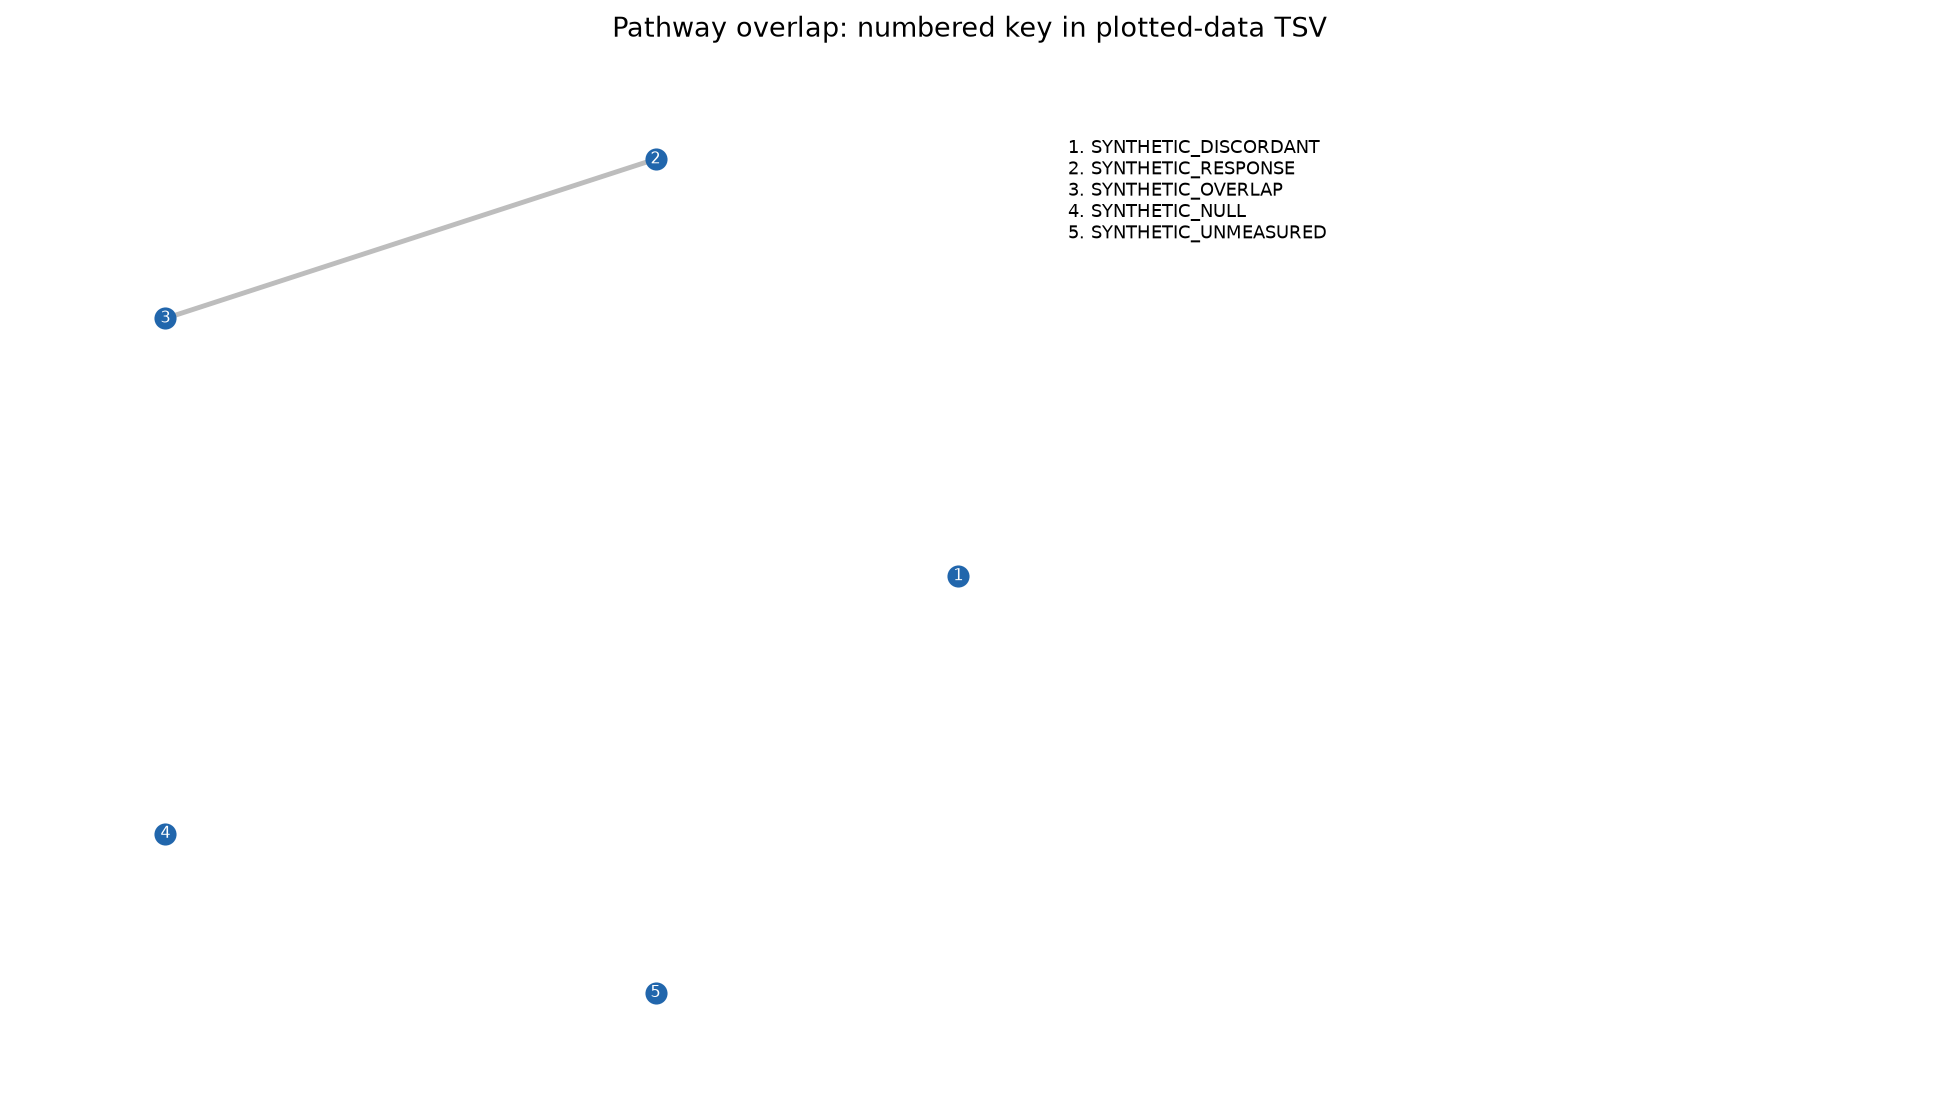 Pathway overlap: numbered key in plotted-data TSV
1. SYNTHETIC_DISCORDANT
2. SYNTHETIC_RESPONSE
3. SYNTHETIC_OVERLAP
4. SYNTHETIC_NULL
5. SYNTHETIC_UNMEASURED
2
3
1
4
5